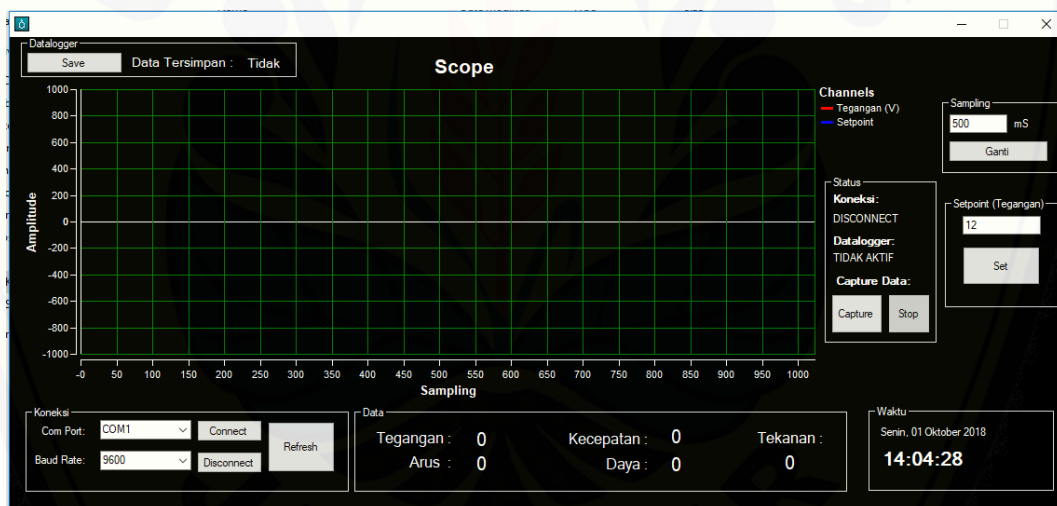 Datalogger
Save Data Tersimpan : Tidak
Scope
1000
800
600
400
200
0
-200
-400
-600
-800
-1000
Amplitude
-0 50 100 150 200 250 300 350 400 450 500 550 600 650 700 750 800 850 900 950 1000
Sampling
Channels
Tegangan (V)
Setpoint
Sampling
500 mS
Ganti
Status
Koneksi:
DISCONNECT
Datalogger:
TIDAK AKTIF
Capture Data:
Capture Stop
Setpoint (Tegangan)
12
Set
Koneksi
Com Port: COM1 Connect
Baud Rate: 9600 Disconnect
Refresh
Data
Tegangan : 0 Kecepatan : 0 Tekanan :
Arus : 0 Daya : 0 0
Waktu
Senin, 01 Oktober 2018
14:04:28